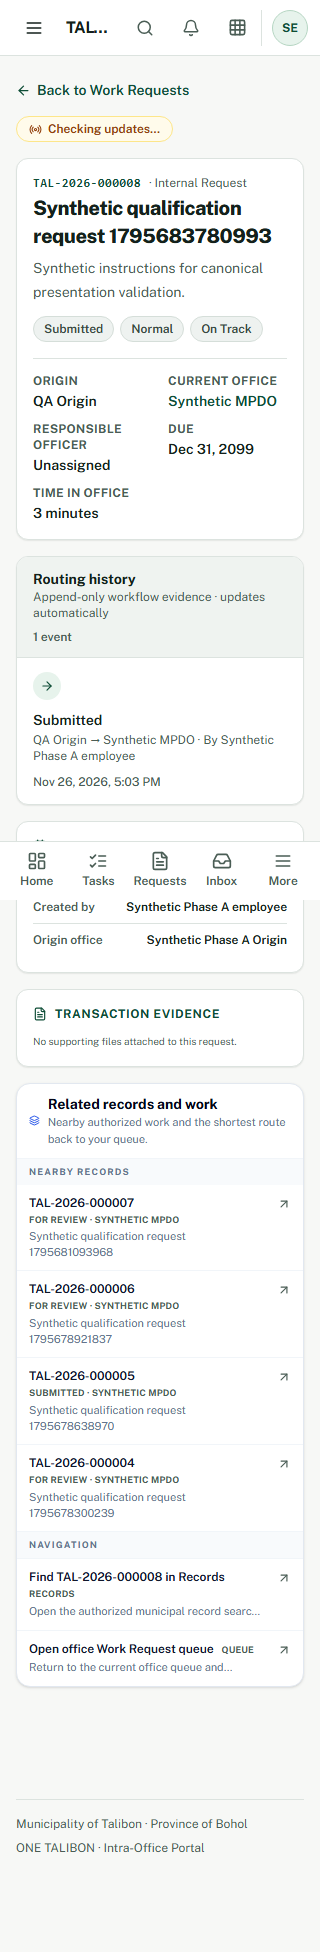 TAL...
SE
Back to Work Requests
Checking updates...
TAL-2026-000008 · Internal Request
Synthetic qualification
request 1795683780993
Synthetic instructions for canonical
presentation validation.
Submitted Normal On Track
ORIGIN CURRENT OFFICE
QA Origin Synthetic MPDO
RESPONSIBLE
OFFICER
DUE
Unassigned
Dec 31, 2099
TIME IN OFFICE
3 minutes
Routing history
Append-only workflow evidence · updates
automatically
1 event
Submitted
QA Origin → Synthetic MPDO · By Synthetic
Phase A employee
Nov 26, 2026, 5:03 PM
Home Tasks Requests Inbox More
Created by Synthetic Phase A employee
Origin office Synthetic Phase A Origin
TRANSACTION EVIDENCE
No supporting files attached to this request.
Related records and work
Nearby authorized work and the shortest route
back to your queue.
NEARBY RECORDS
TAL-2026-000007
FOR REVIEW · SYNTHETIC MPDO
Synthetic qualification request
1795681093968
TAL-2026-000006
FOR REVIEW · SYNTHETIC MPDO
Synthetic qualification request
1795678921837
TAL-2026-000005
SUBMITTED · SYNTHETIC MPDO
Synthetic qualification request
1795678638970
TAL-2026-000004
FOR REVIEW · SYNTHETIC MPDO
Synthetic qualification request
1795678300239
NAVIGATION
Find TAL-2026-000008 in Records
RECORDS
Open the authorized municipal record searc...
Open office Work Request queue QUEUE
Return to the current office queue and...
Municipality of Talibon · Province of Bohol
ONE TALIBON · Intra-Office Portal